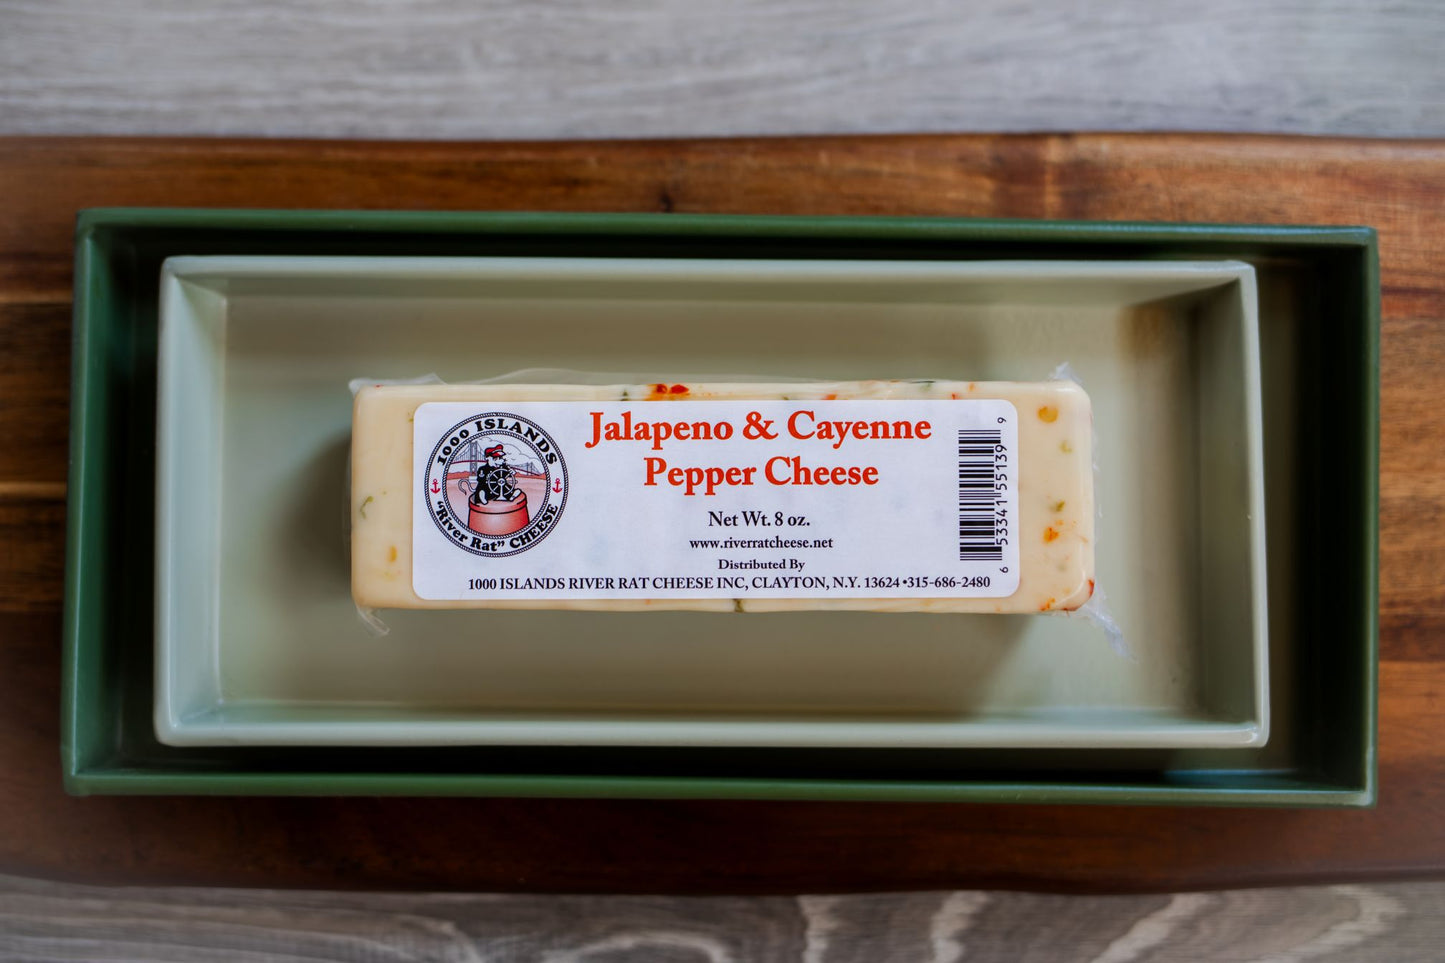 1000 ISLANDS
"River Rat" CHEESE
Jalapeno & Cayenne
Pepper Cheese
Net Wt. 8 oz.
www.riverratcheese.net
Distributed By
1000 ISLANDS RIVER RAT CHEESE INC, CLAYTON, N.Y. 13624 •315-686-2480
6 53341 55139 9